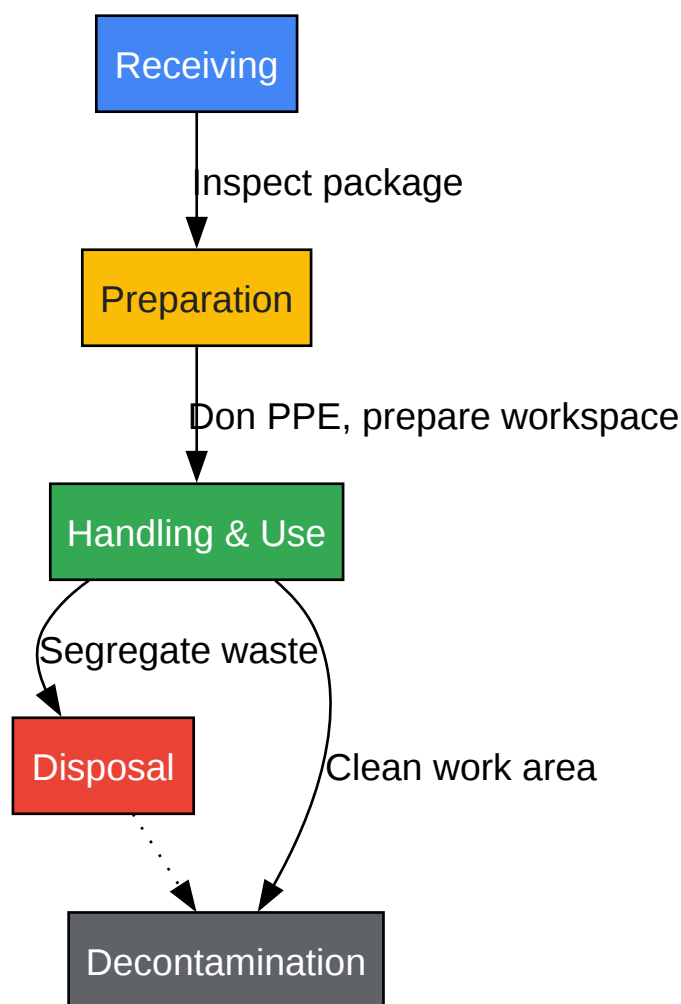 Receiving
Inspect package
Preparation
Don PPE, prepare workspace
Handling & Use
Segregate waste
Disposal
Clean work area
Decontamination